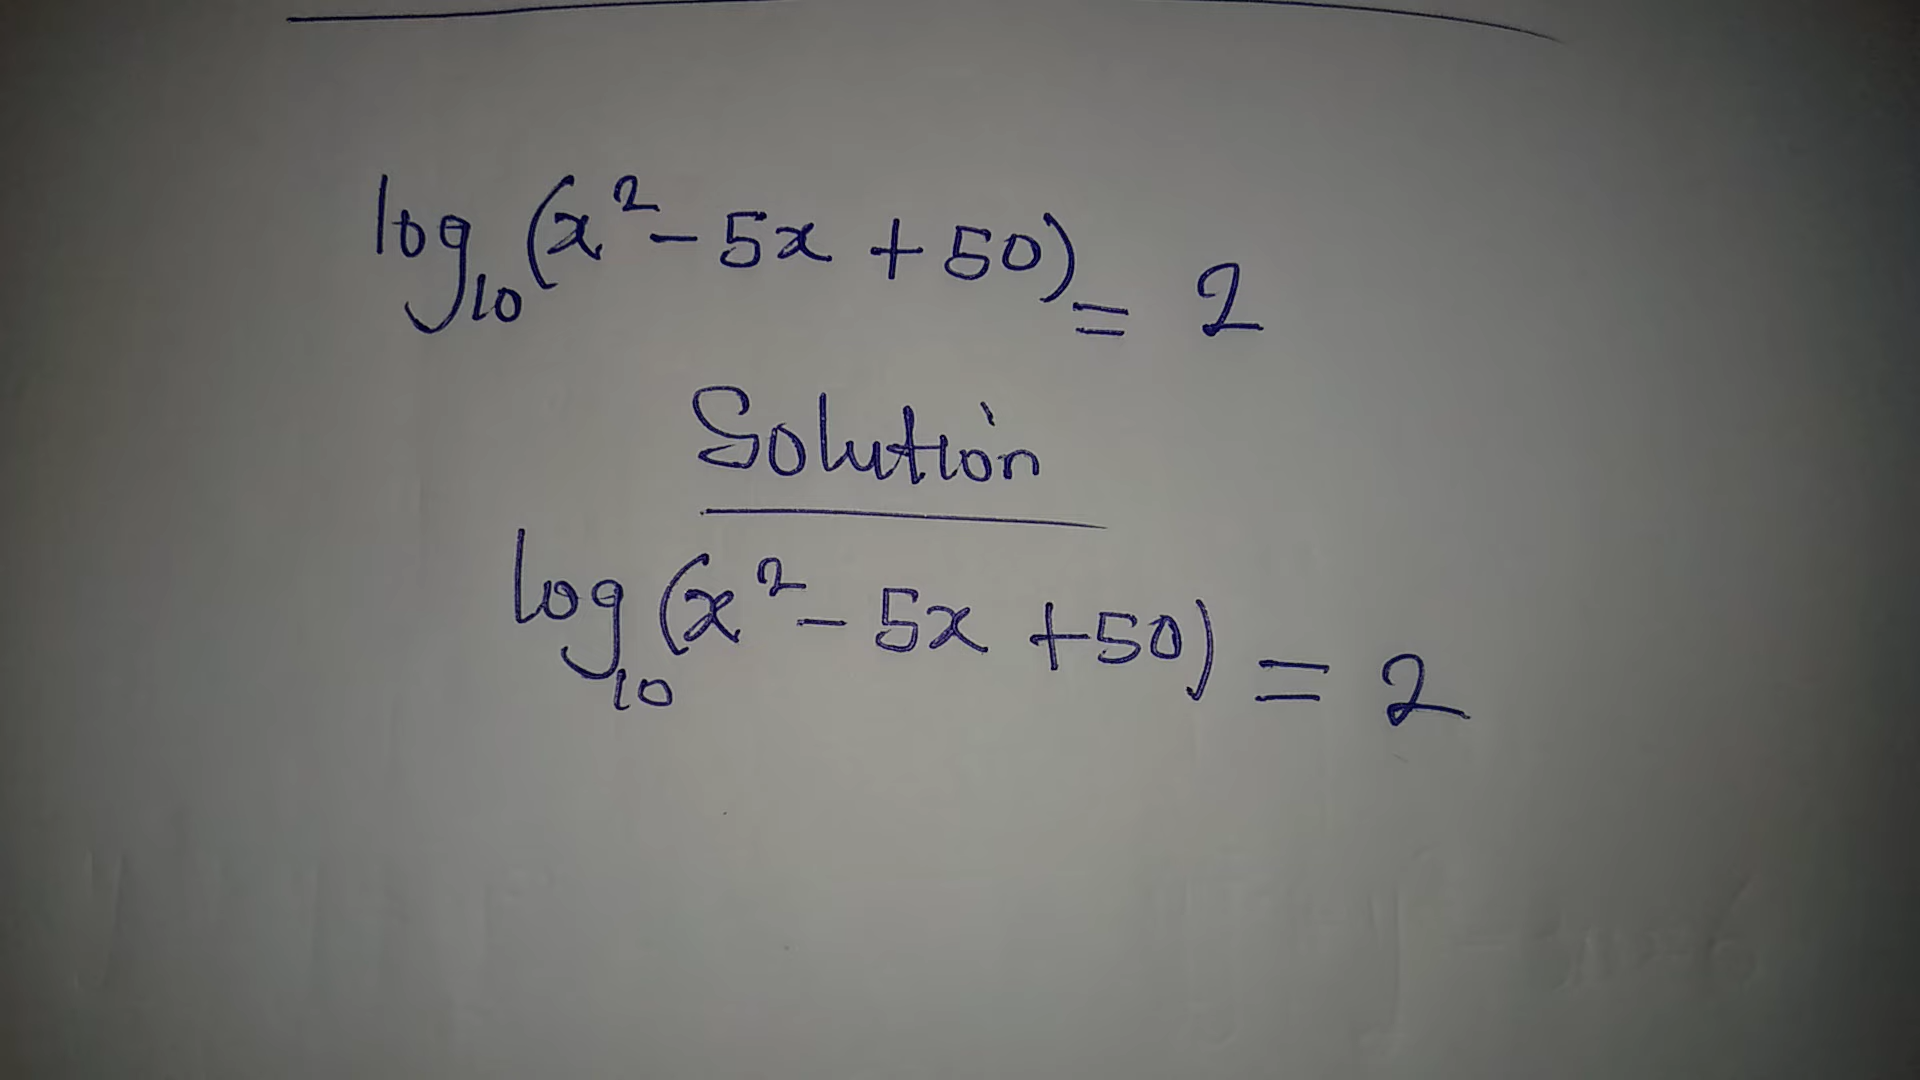 log₁₀(x² - 5x + 50) = 2
Solution
log₁₀(x² - 5x + 50) = 2